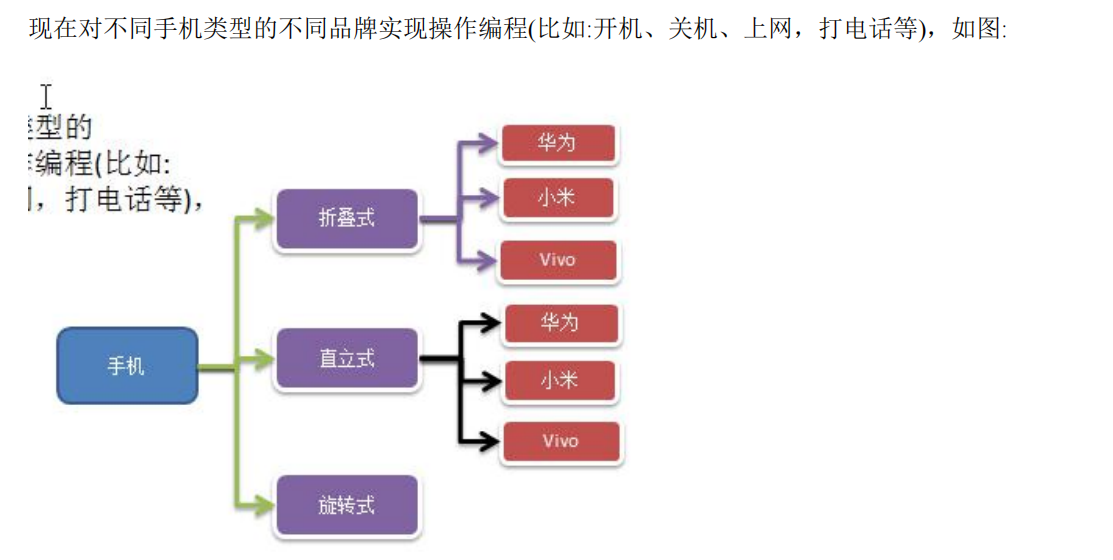 现在对不同手机类型的不同品牌实现操作编程(比如:开机、关机、上网，打电话等)，如图:
型的
编程(比如:
，打电话等)，
华为
小米
Vivo
折叠式
华为
小米
Vivo
直立式
手机
旋转式